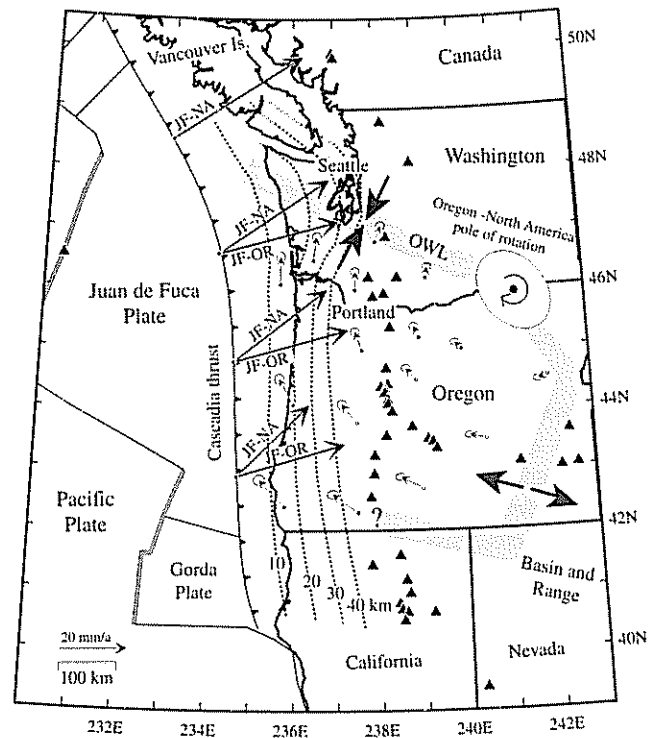 50N
Vancouver Is.
Canada
JF-NA
48N
Washington
Seattle
Oregon -North America
pole of rotation
JF-NA
OWL
JF-OR
46N
Juan de Fuca
Plate
Portland
JF-NA
JF-OR
Cascadia thrust
Oregon
44N
JF-NA
JF-OR
Pacific
Plate
?
42N
Gorda
Plate
10
20
30
40 km
Basin and
Range
20 mm/a
100 km
California
Nevada
40N
232E
234E
236E
238E
240E
242E